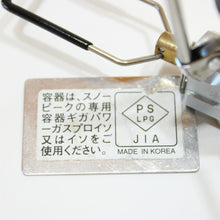 容器は、スノー
ピークの専用
容器ギガパワ
ーガスプロイソ
又はイソをご
使用ください。
PS
LPG
JIA
MADE IN KOREA